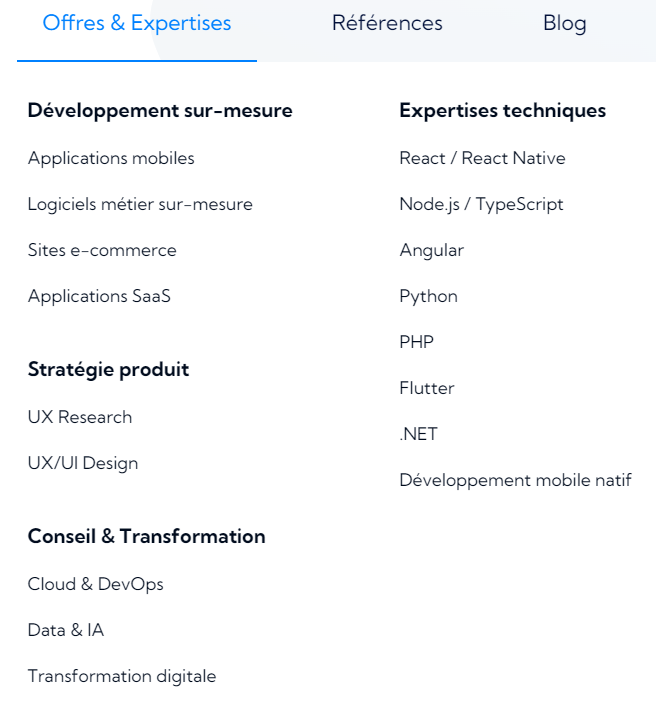 Offres & Expertises
Références
Blog
Développement sur-mesure
Applications mobiles
Logiciels métier sur-mesure
Sites e-commerce
Applications SaaS
Stratégie produit
UX Research
UX/UI Design
Conseil & Transformation
Cloud & DevOps
Data & IA
Transformation digitale
Expertises techniques
React / React Native
Node.js / TypeScript
Angular
Python
PHP
Flutter
.NET
Développement mobile natif